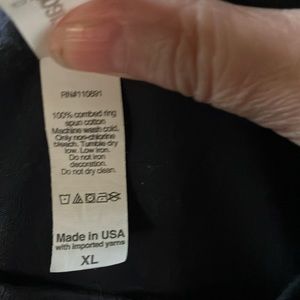 RN#110691
100% combed ring
spun cotton
Machine wash cold.
Only non-chlorine
bleach. Tumble dry
low. Low iron.
Do not iron
decoration.
Do not dry clean.
Made in USA
with imported yarns
XL